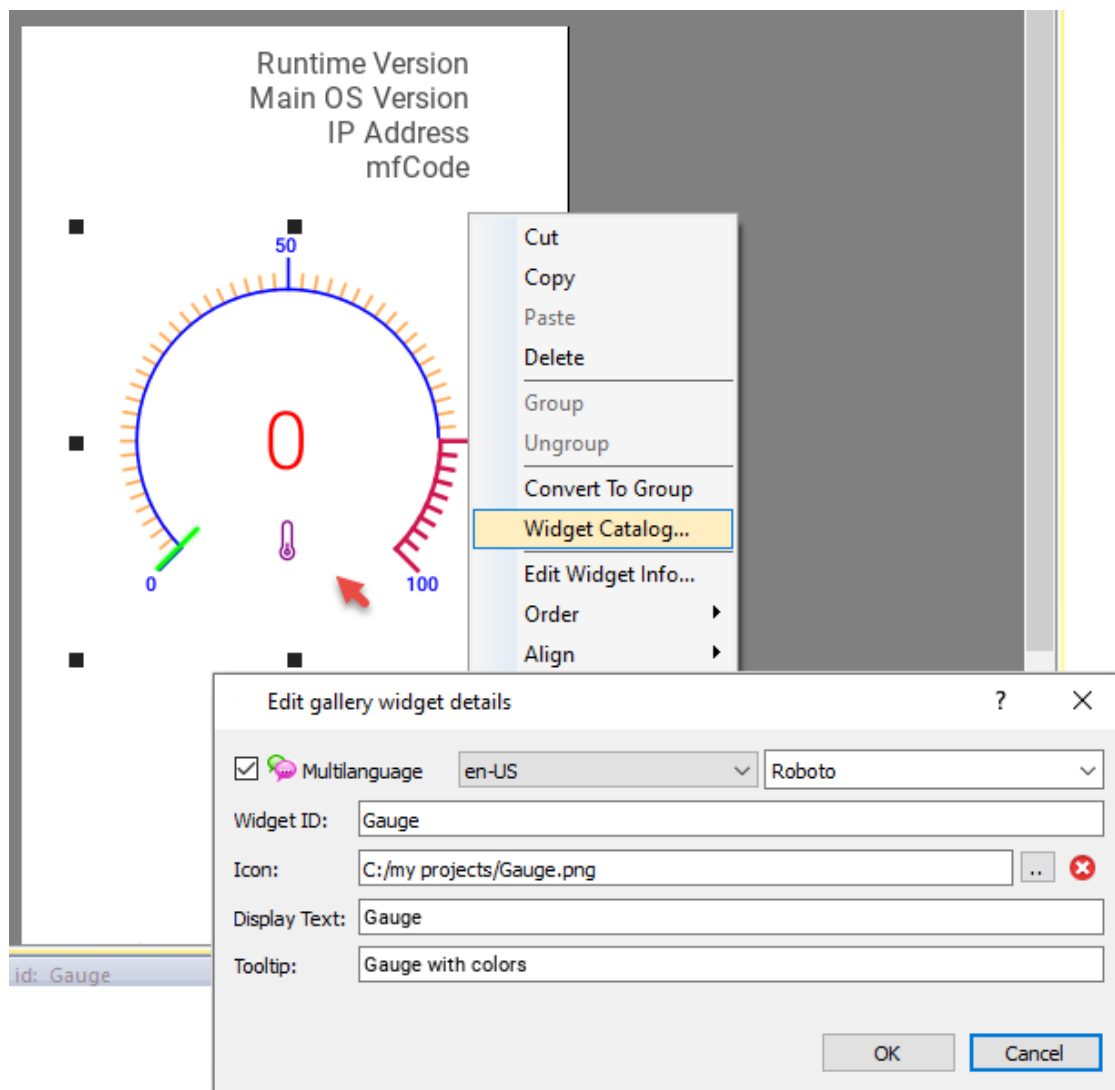 Runtime Version
Main OS Version
IP Address
mfCode
50
0
0
100
Cut
Copy
Paste
Delete
Group
Ungroup
Convert To Group
Widget Catalog...
Edit Widget Info...
Order
Align
id: Gauge
Edit gallery widget details ?
Multilanguage en-US Roboto
Widget ID: Gauge
Icon: C:/my projects/Gauge.png ..
Display Text: Gauge
Tooltip: Gauge with colors
OK Cancel